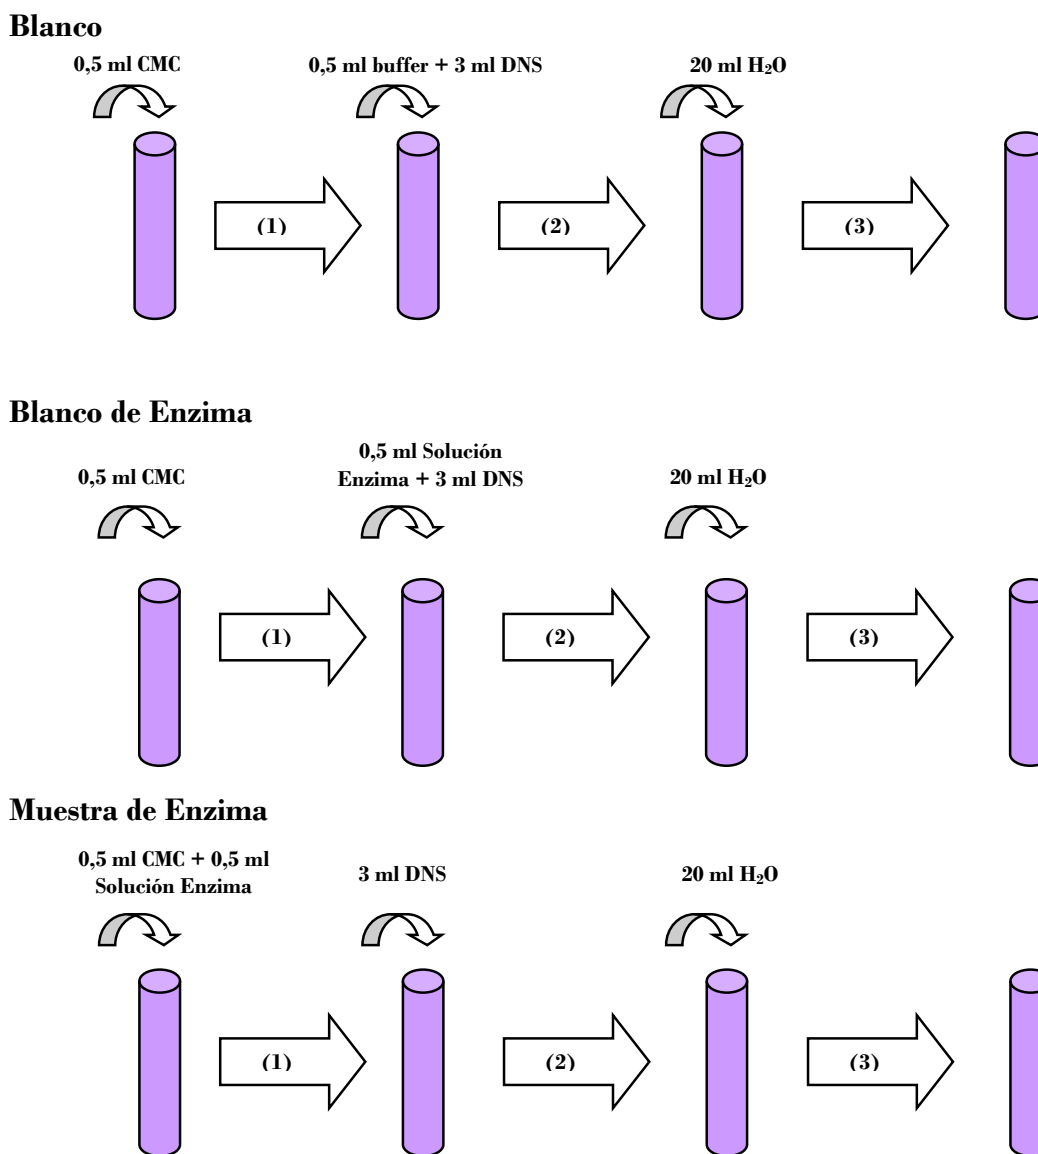 Blanco
0,5 ml CMC
0,5 ml buffer + 3 ml DNS
20 ml H₂O
(1)
(2)
(3)
Blanco de Enzima
0,5 ml CMC
0,5 ml Solución
Enzima + 3 ml DNS
20 ml H₂O
(1)
(2)
(3)
Muestra de Enzima
0,5 ml CMC + 0,5 ml
Solución Enzima
3 ml DNS
20 ml H₂O
(1)
(2)
(3)